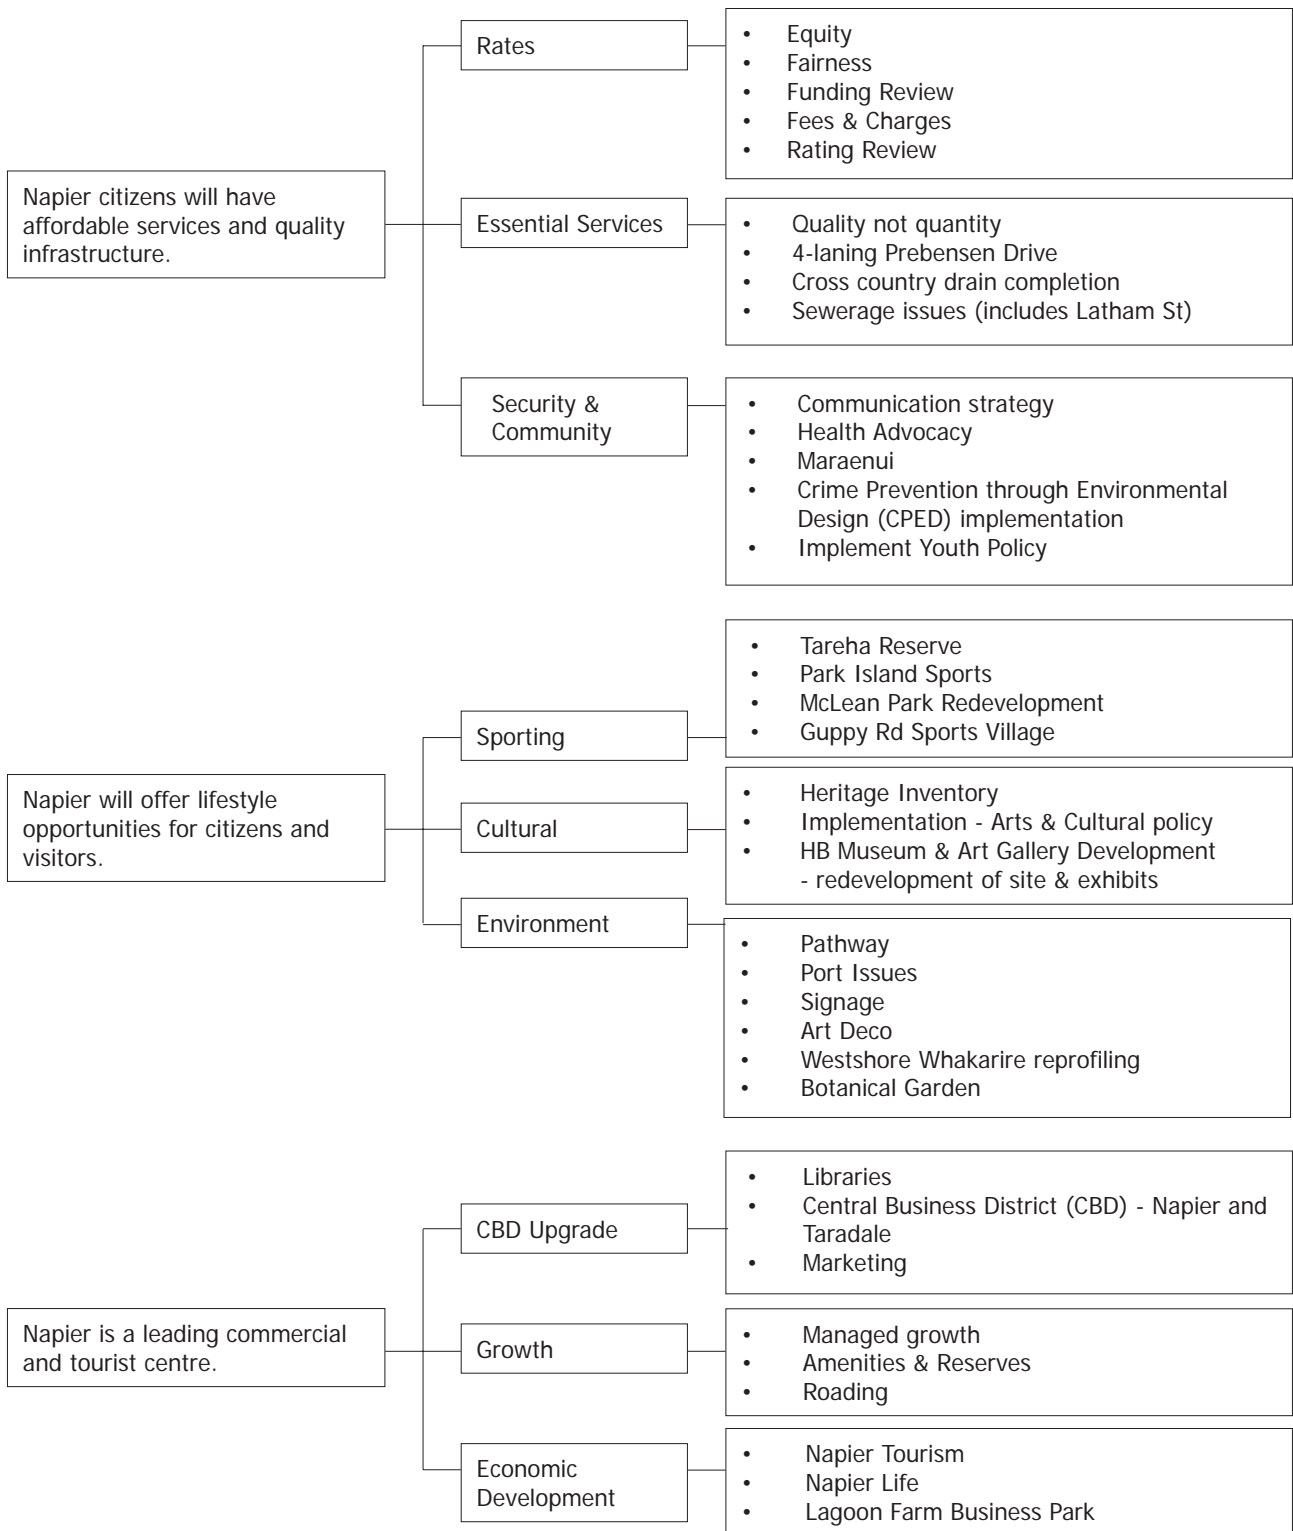 Rates
• Equity
• Fairness
• Funding Review
• Fees & Charges
• Rating Review
Napier citizens will have
affordable services and quality
infrastructure.
Essential Services
• Quality not quantity
• 4-laning Prebensen Drive
• Cross country drain completion
• Sewerage issues (includes Latham St)
Security &
Community
• Communication strategy
• Health Advocacy
• Maraenui
• Crime Prevention through Environmental
Design (CPED) implementation
• Implement Youth Policy
Sporting
• Tareha Reserve
• Park Island Sports
• McLean Park Redevelopment
• Guppy Rd Sports Village
Napier will offer lifestyle
opportunities for citizens and
visitors.
Cultural
• Heritage Inventory
• Implementation - Arts & Cultural policy
• HB Museum & Art Gallery Development
- redevelopment of site & exhibits
Environment
• Pathway
• Port Issues
• Signage
• Art Deco
• Westshore Whakarire reprofiling
• Botanical Garden
CBD Upgrade
• Libraries
• Central Business District (CBD) - Napier and
Taradale
• Marketing
Napier is a leading commercial
and tourist centre.
Growth
• Managed growth
• Amenities & Reserves
• Roading
Economic
Development
• Napier Tourism
• Napier Life
• Lagoon Farm Business Park